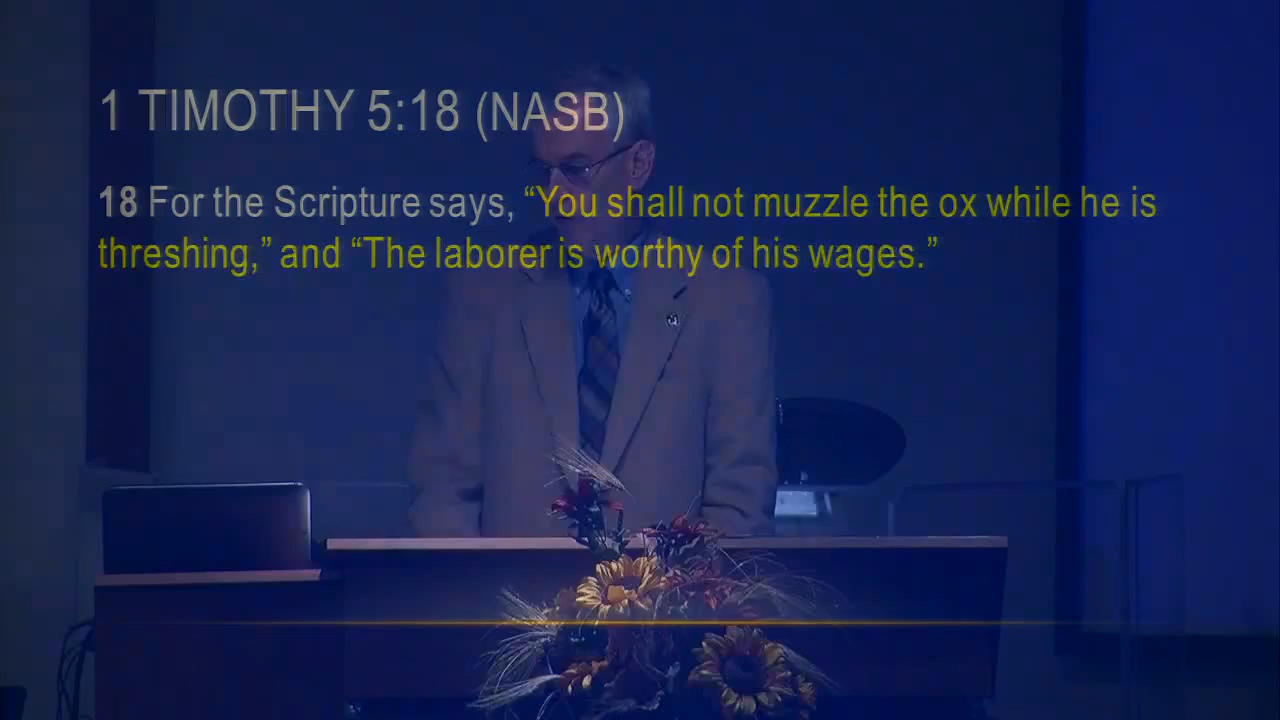 1 TIMOTHY 5:18 (NASB)
18 For the Scripture says, “You shall not muzzle the ox while he is
threshing,” and “The laborer is worthy of his wages.”